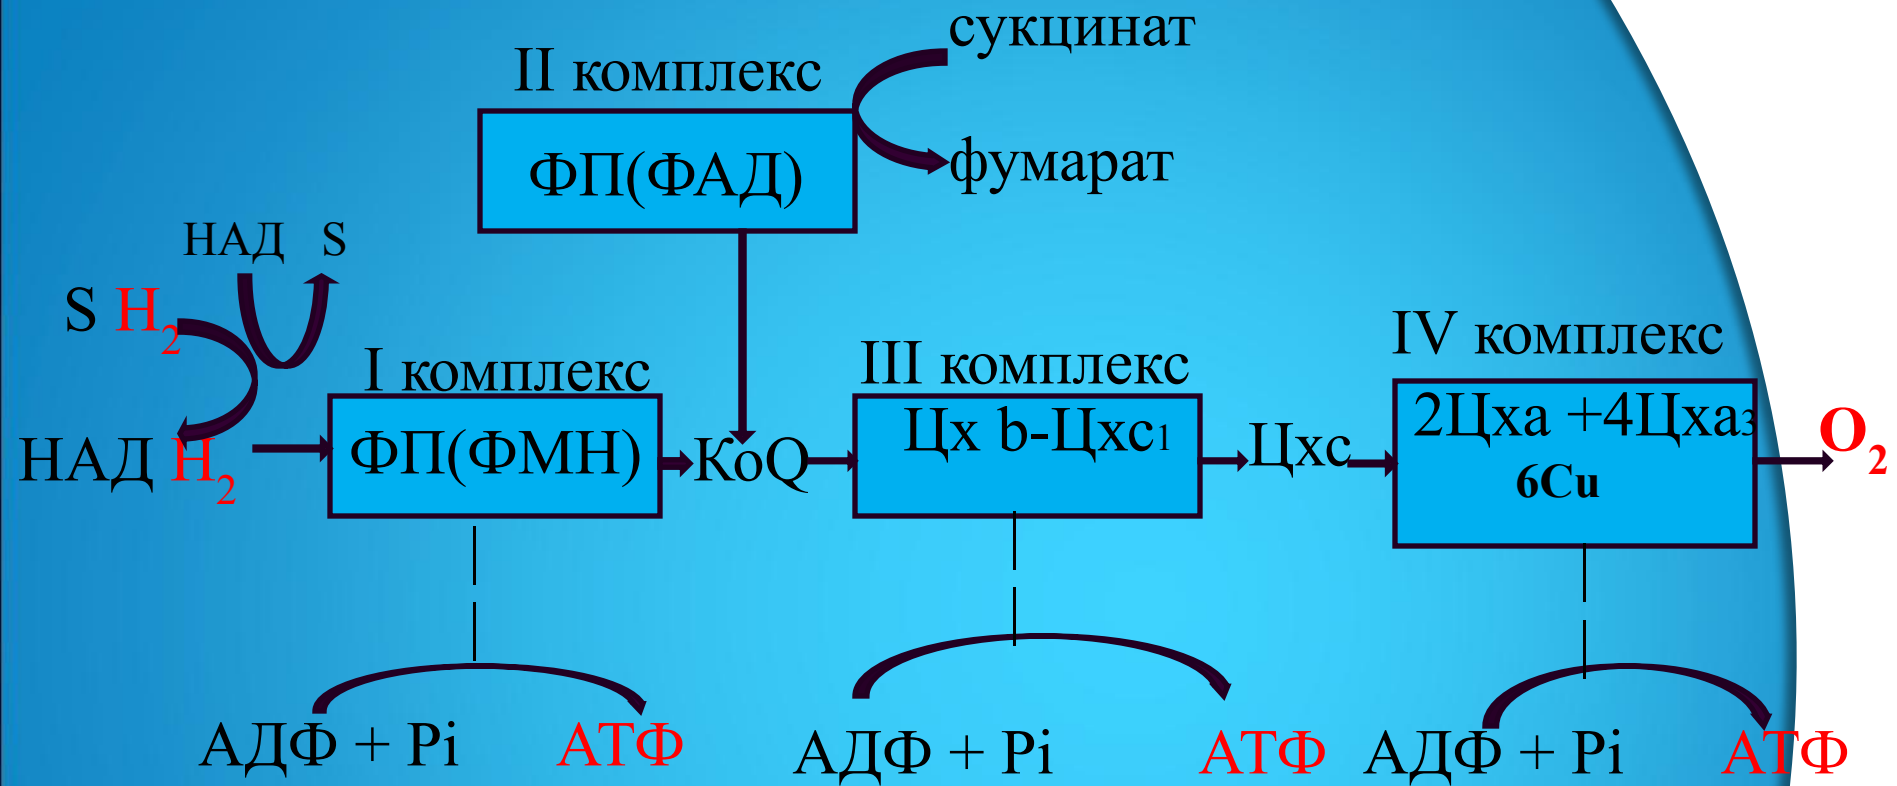 сукцинат
II комплекс
ФП(ФАД)
фумарат
НАД S
S H₂
I комплекс
III комплекс
IV комплекс
НАД H₂
ФП(ФМН)
КоQ
Цх b-Цхс₁
Цхс
2Цха +4Цха₃
6Cu
O₂
АДФ + Pi АТФ
АДФ + Pi АТФ
АДФ + Pi АТФ